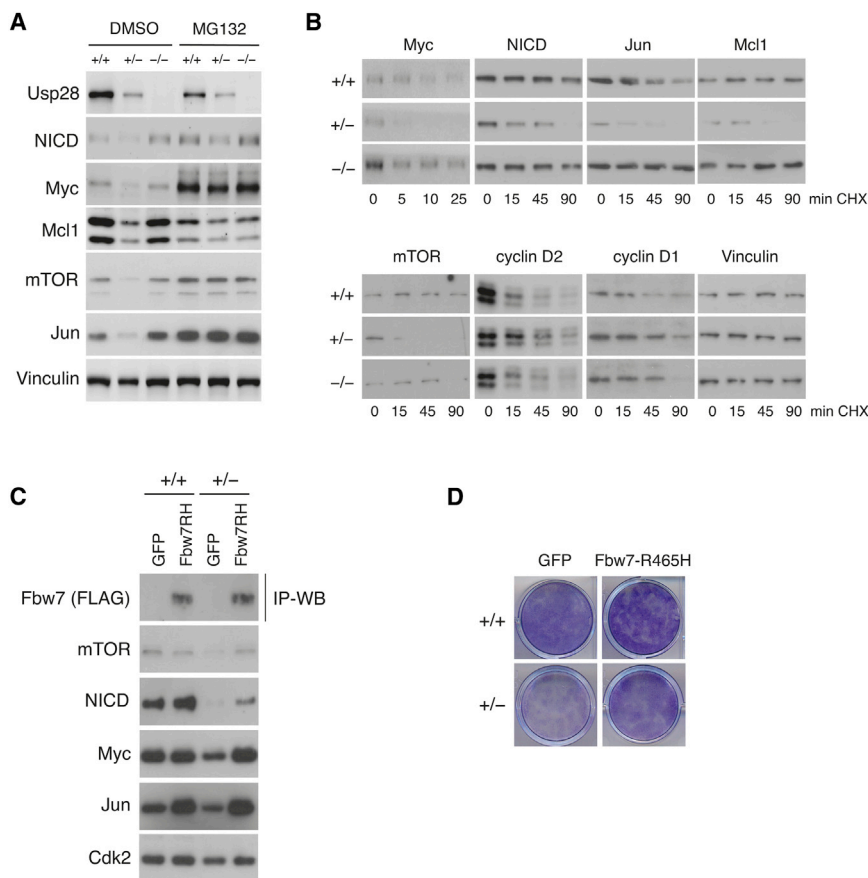 A
DMSO MG132
+/+ +/− −/− +/+ +/− −/−
Usp28
NICD
Myc
Mcl1
mTOR
Jun
Vinculin
B
Myc NICD Jun Mcl1
+/+
+/−
−/−
0 5 10 25 0 15 45 90 0 15 45 90 0 15 45 90 min CHX
mTOR cyclin D2 cyclin D1 Vinculin
+/+
+/−
−/−
0 15 45 90 0 15 45 90 0 15 45 90 0 15 45 90 min CHX
C
+/+ +/−
GFP Fbw7RH GFP Fbw7RH
Fbw7 (FLAG) IP-WB
mTOR
NICD
Myc
Jun
Cdk2
D
GFP Fbw7-R465H
+/+
+/−